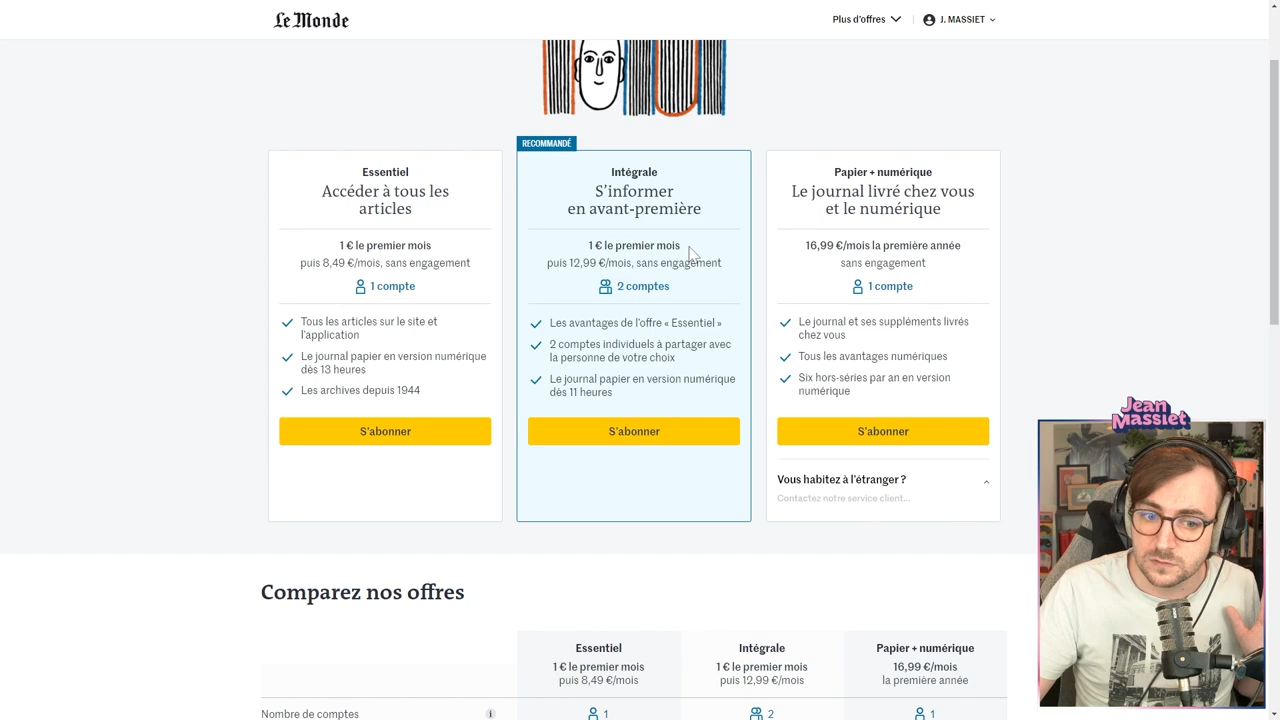 Le Monde
Plus d'offres
J. MASSIET
RECOMMANDÉ
Essentiel
Accéder à tous les
articles
1 € le premier mois
puis 8,49 €/mois, sans engagement
1 compte
Tous les articles sur le site et
l'application
Le journal papier en version numérique
dès 13 heures
Les archives depuis 1944
S'abonner
Intégrale
S'informer
en avant-première
1 € le premier mois
puis 12,99 €/mois, sans engagement
2 comptes
Les avantages de l'offre « Essentiel »
2 comptes individuels à partager avec
la personne de votre choix
Le journal papier en version numérique
dès 11 heures
S'abonner
Papier + numérique
Le journal livré chez vous
et le numérique
16,99 €/mois la première année
sans engagement
1 compte
Le journal et ses suppléments livrés
chez vous
Tous les avantages numériques
Six hors-séries par an en version
numérique
S'abonner
Vous habitez à l'étranger ?
Contactez notre service client...
Jean
Massiet
Comparez nos offres
Essentiel
1 € le premier mois
puis 8,49 €/mois
Intégrale
1 € le premier mois
puis 12,99 €/mois
Papier + numérique
16,99 €/mois
la première année
Nombre de comptes
1
2
1